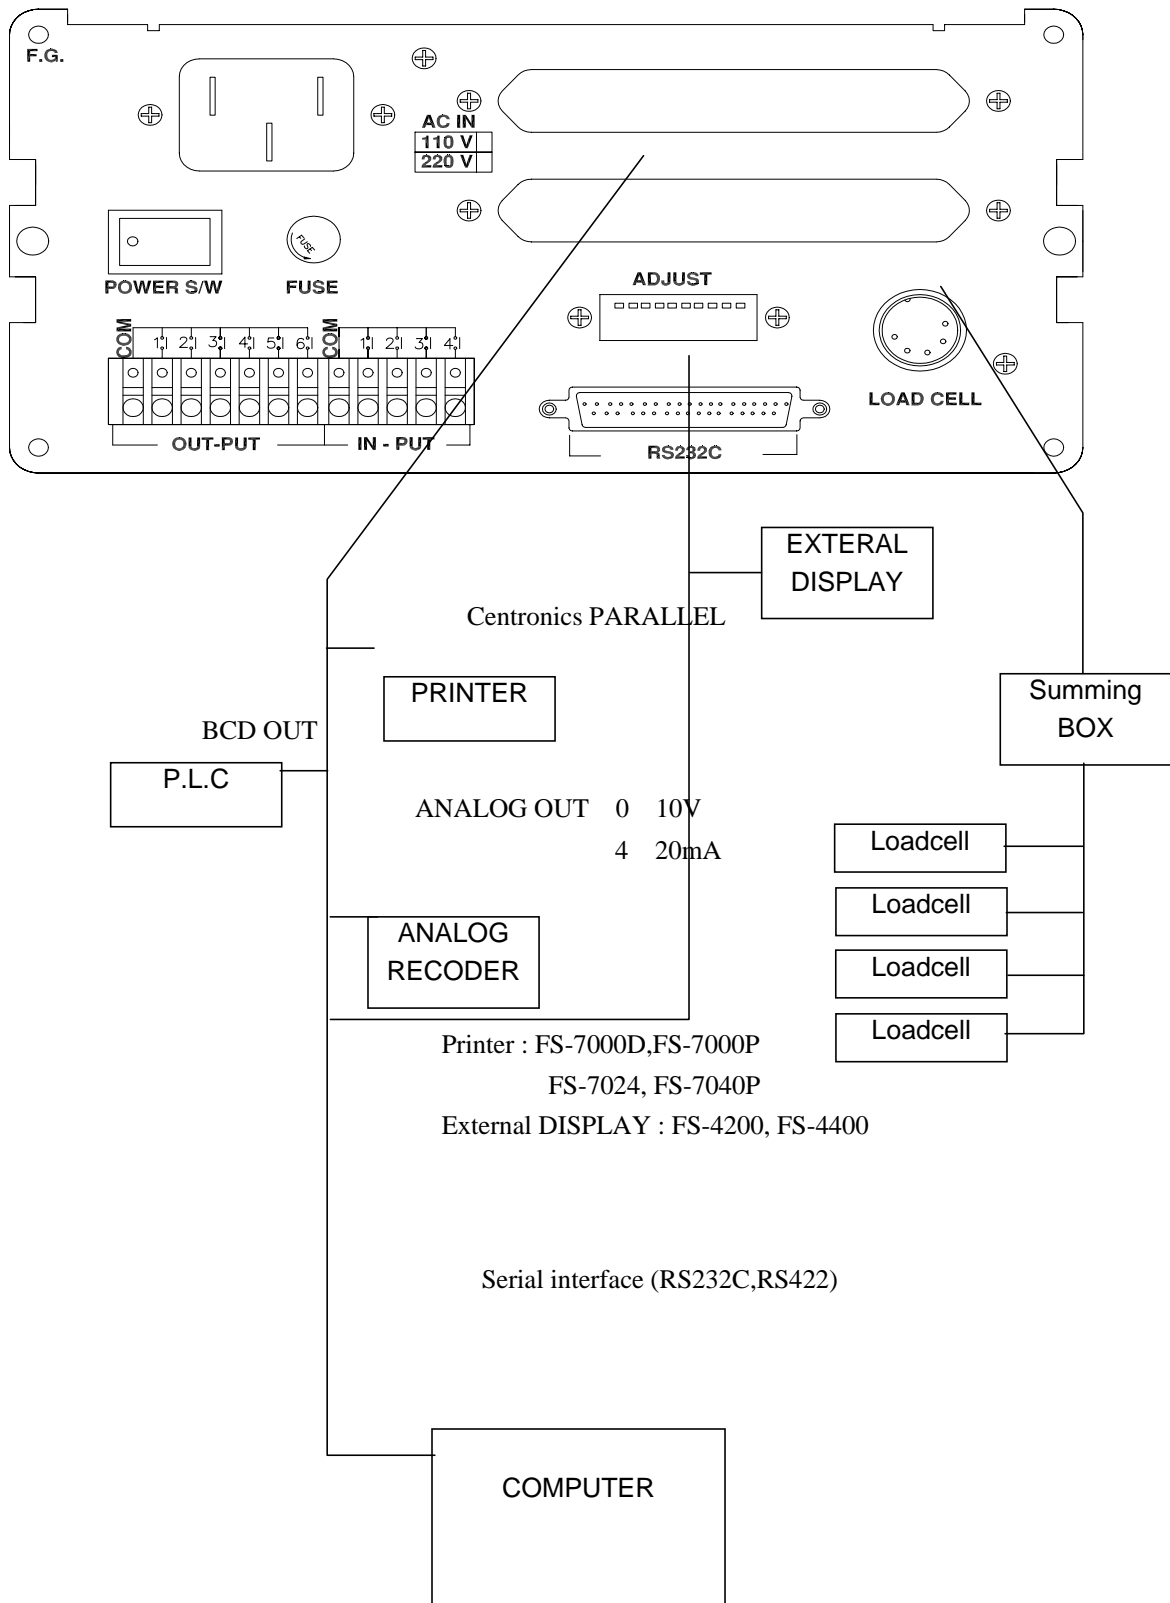 F.G.
AC IN
110 V
220 V
FUSE
POWER S/W
FUSE
ADJUST
COM 1 2 3 4 5 6 COM 1 2 3 4
LOAD CELL
OUT-PUT
IN - PUT
RS232C
EXTERAL
DISPLAY
Centronics PARALLEL
PRINTER
Summing
BOX
BCD OUT
P.L.C
ANALOG OUT 0 10V
4 20mA
Loadcell
Loadcell
Loadcell
Loadcell
ANALOG
RECODER
Printer : FS-7000D,FS-7000P
FS-7024, FS-7040P
External DISPLAY : FS-4200, FS-4400
Serial interface (RS232C,RS422)
COMPUTER